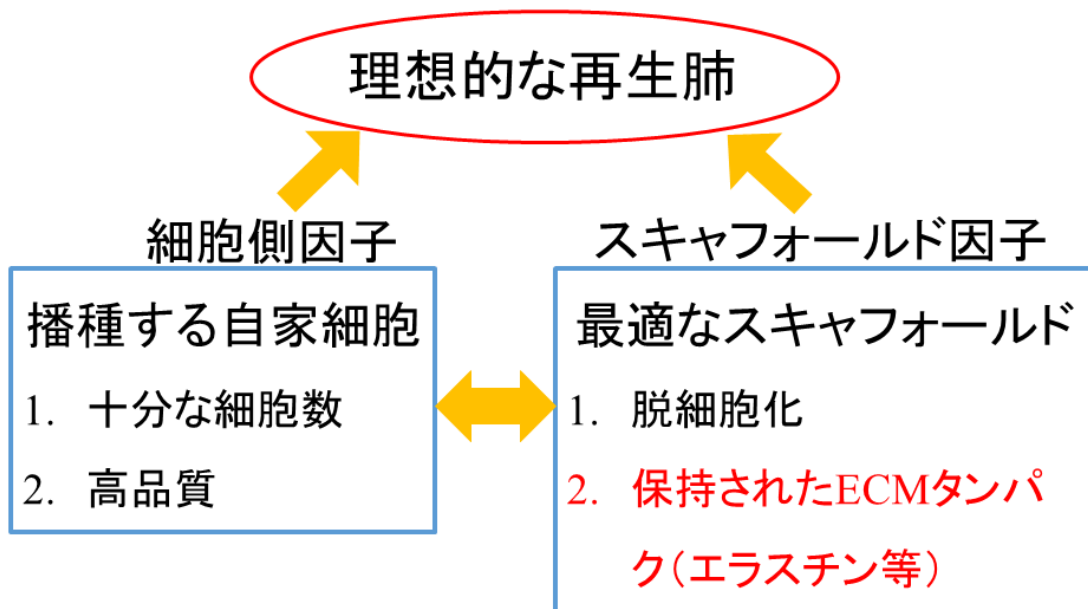 理想的な再生肺
細胞側因子
播種する自家細胞
1. 十分な細胞数
2. 高品質
スキャフォールド因子
最適なスキャフォールド
1. 脱細胞化
2. 保持されたECMタンパ
ク(エラスチン等)